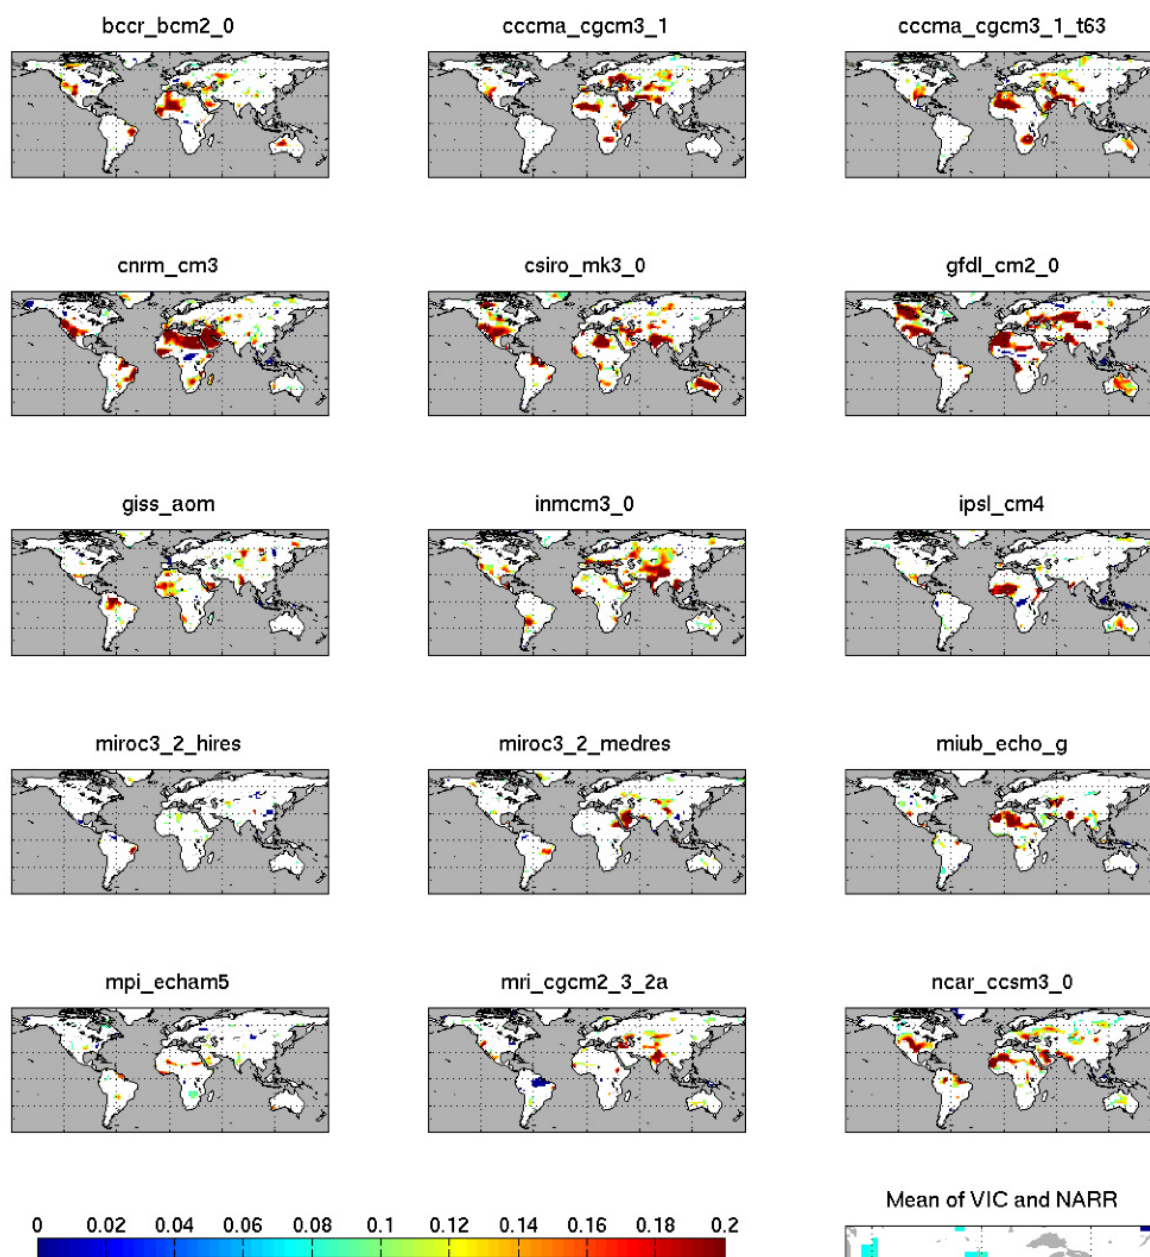 bccr_bcm2_0
cccma_cgcm3_1
cccma_cgcm3_1_t63
cnrm_cm3
csiro_mk3_0
gfdl_cm2_0
giss_aom
inmcm3_0
ipsl_cm4
miroc3_2_hires
miroc3_2_medres
miub_echo_g
mpi_echam5
mri_cgcm2_3_2a
ncar_ccsm3_0
Mean of VIC and NARR
0 0.02 0.04 0.06 0.08 0.1 0.12 0.14 0.16 0.18 0.2